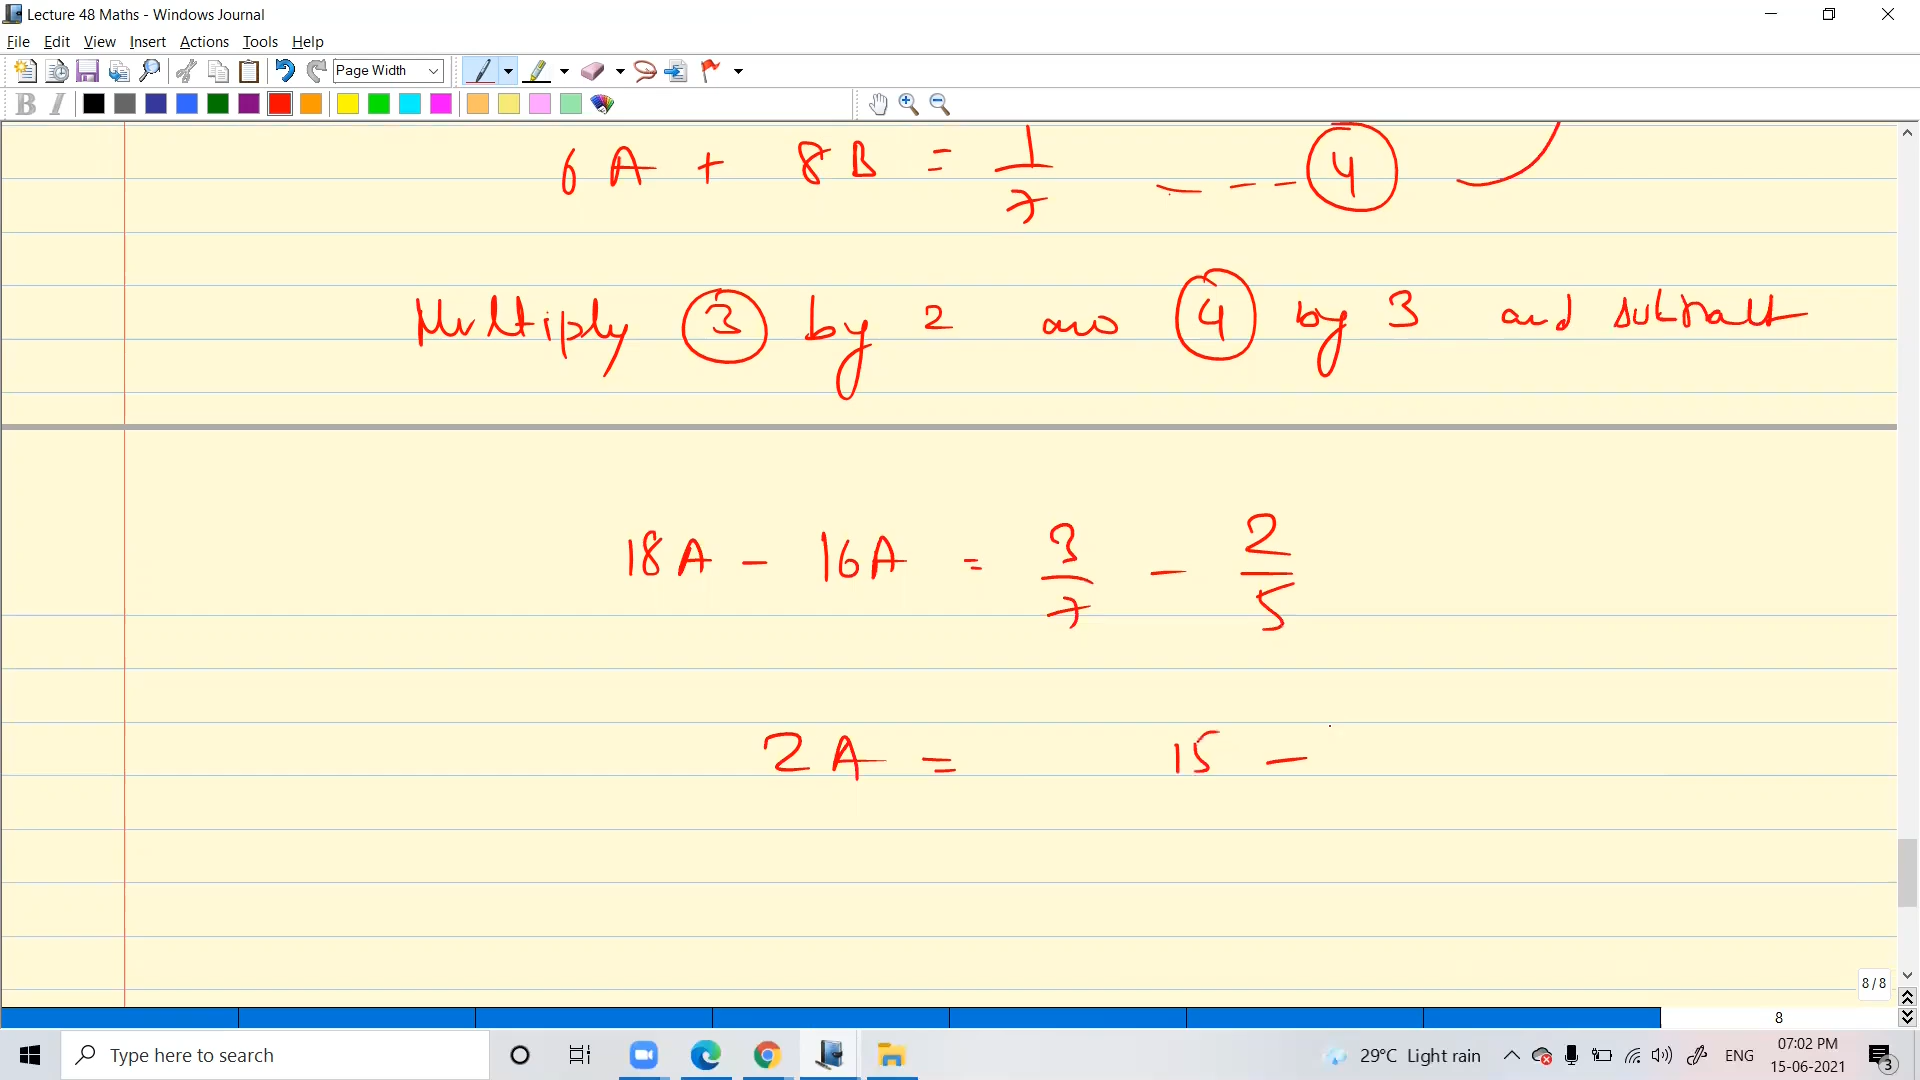 Lecture 48 Maths - Windows Journal
File Edit View Insert Actions Tools Help
Page Width
B I
6A + 8B = 1/7 --- 4
Multiply 3 by 2 and 4 by 3 and subtract
18A - 16A = 3/7 - 2/5
2A = 15 -
8 / 8
8
Type here to search
29°C Light rain
ENG
07:02 PM
15-06-2021
3